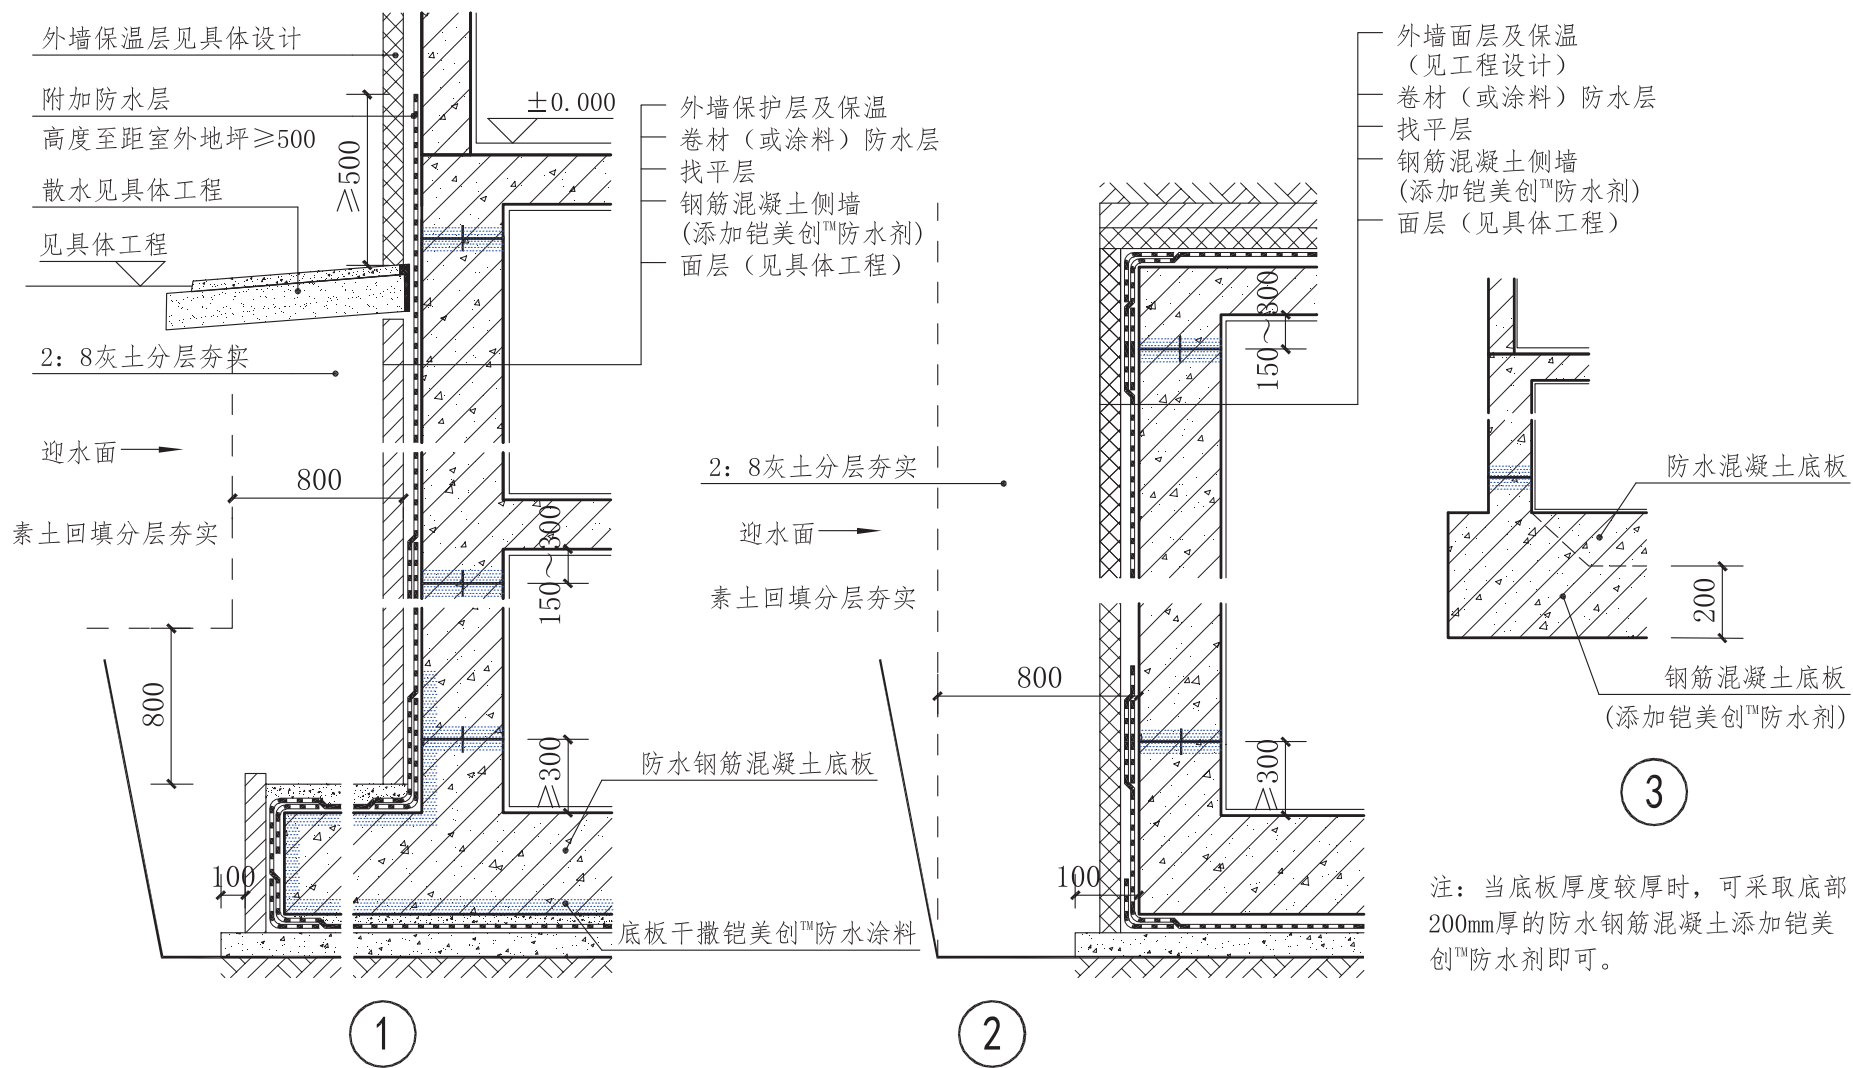 外墙保温层见具体设计
附加防水层
高度至距室外地坪≥500
散水见具体工程
见具体工程
2：8灰土分层夯实
迎水面
素土回填分层夯实
≥500
800
800
100
±0.000
外墙保护层及保温
卷材（或涂料）防水层
找平层
钢筋混凝土侧墙
(添加铠美创™防水剂)
面层（见具体工程）
150～300
≥300
防水钢筋混凝土底板
底板干撒铠美创™防水涂料
1
外墙面层及保温
（见工程设计）
卷材（或涂料）防水层
找平层
钢筋混凝土侧墙
(添加铠美创™防水剂)
面层（见具体工程）
150～300
2：8灰土分层夯实
迎水面
素土回填分层夯实
800
≥300
100
2
防水混凝土底板
200
钢筋混凝土底板
(添加铠美创™防水剂)
3
注：当底板厚度较厚时，可采取底部
200mm厚的防水钢筋混凝土添加铠美
创™防水剂即可。